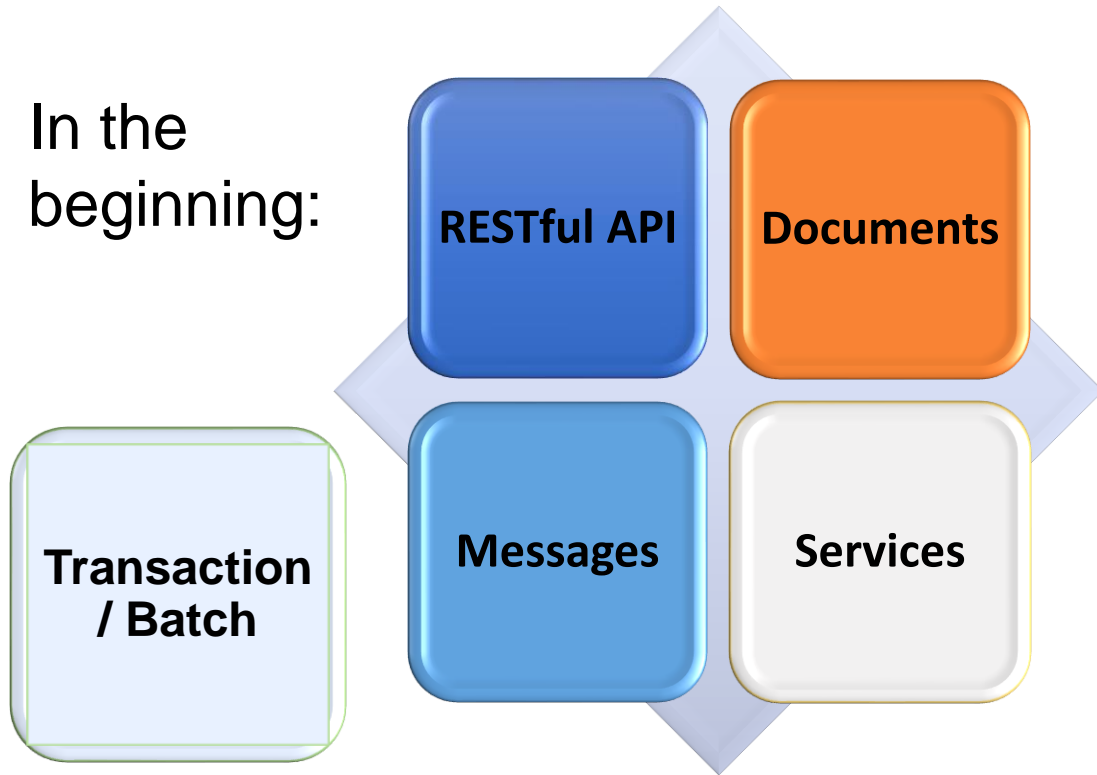 In the
beginning:
RESTful API
Documents
Messages
Services
Transaction
/ Batch